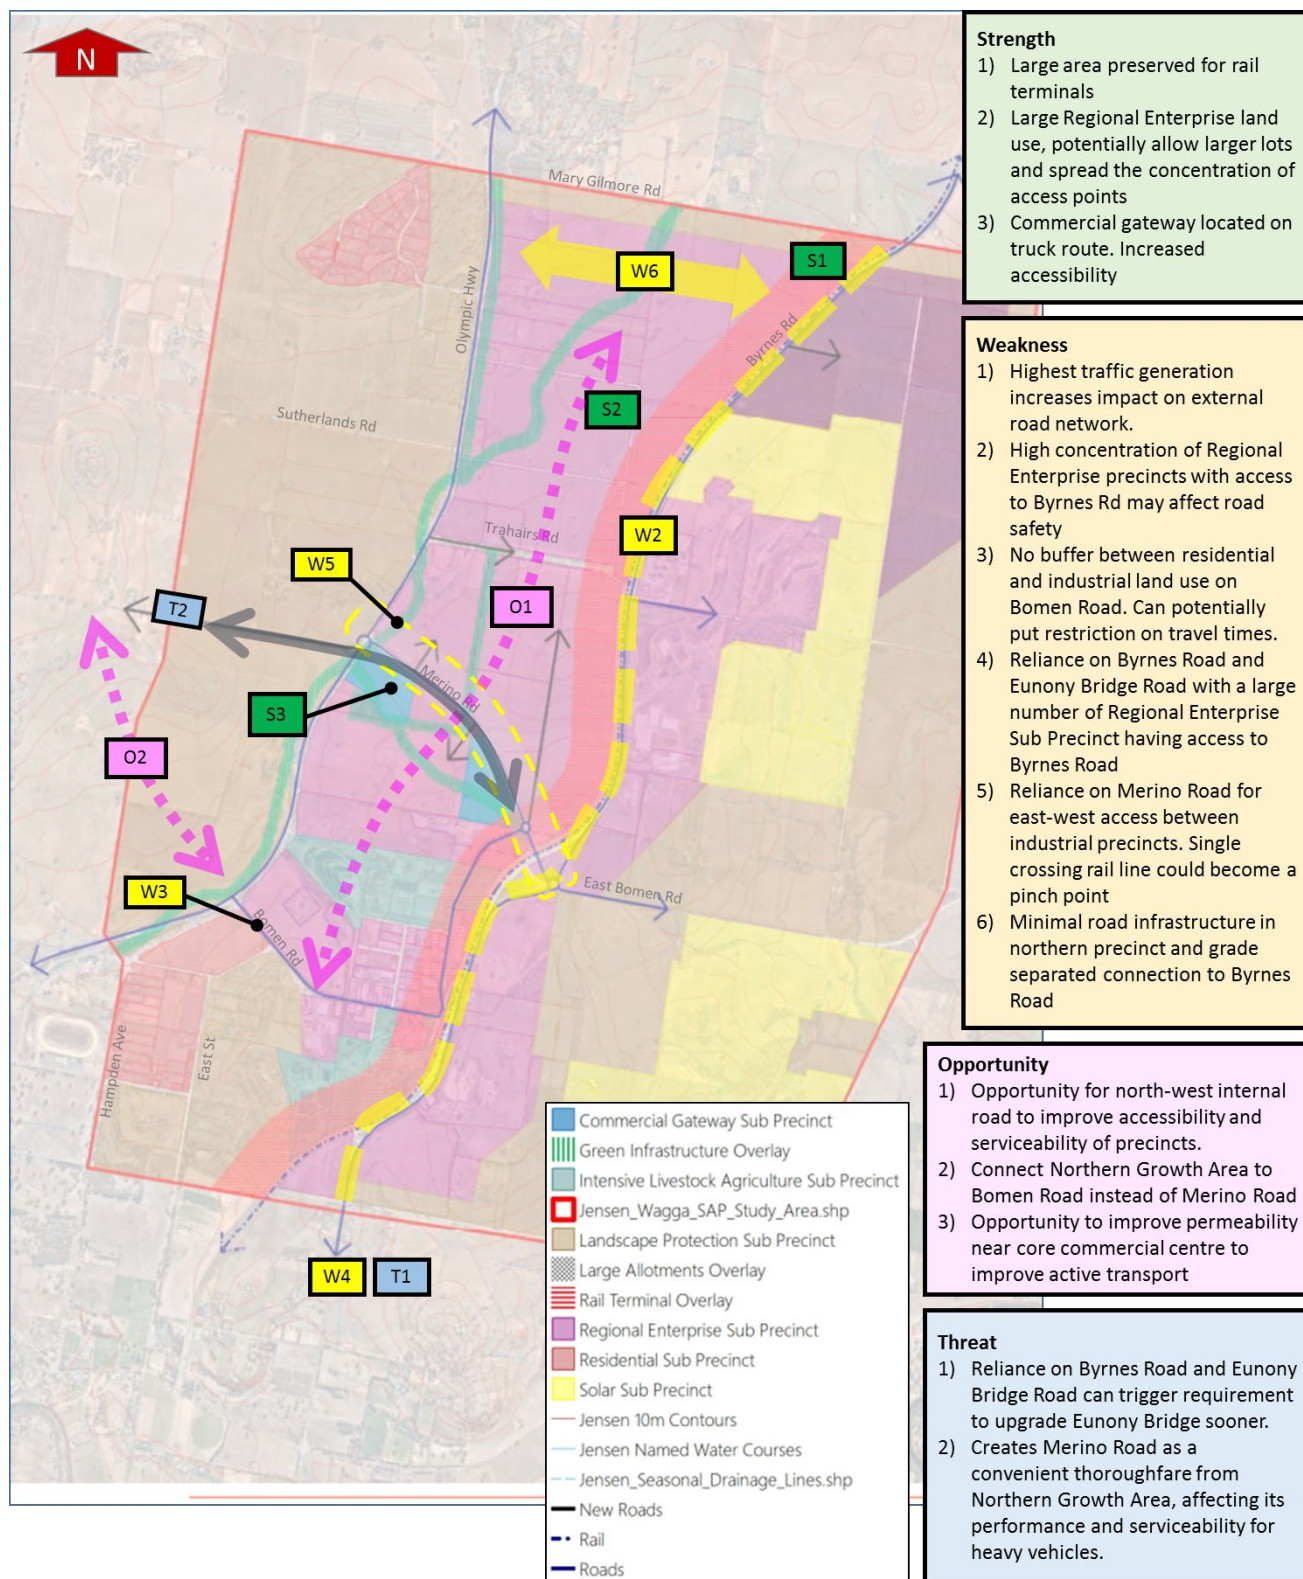 N
Mary Gilmore Rd
Olympic Hwy
Byrnes Rd
Sutherlands Rd
Trahairs Rd
Merino Rd
East Bomen Rd
Bomen Rd
Hampden Ave
East St
S1
W6
S2
W2
W5
T2
O1
S3
O2
W3
W4
T1
Strength
1) Large area preserved for rail
terminals
2) Large Regional Enterprise land
use, potentially allow larger lots
and spread the concentration of
access points
3) Commercial gateway located on
truck route. Increased
accessibility
Weakness
1) Highest traffic generation
increases impact on external
road network.
2) High concentration of Regional
Enterprise precincts with access
to Byrnes Rd may affect road
safety
3) No buffer between residential
and industrial land use on
Bomen Road. Can potentially
put restriction on travel times.
4) Reliance on Byrnes Road and
Eunony Bridge Road with a large
number of Regional Enterprise
Sub Precinct having access to
Byrnes Road
5) Reliance on Merino Road for
east-west access between
industrial precincts. Single
crossing rail line could become a
pinch point
6) Minimal road infrastructure in
northern precinct and grade
separated connection to Byrnes
Road
Opportunity
1) Opportunity for north-west internal
road to improve accessibility and
serviceability of precincts.
2) Connect Northern Growth Area to
Bomen Road instead of Merino Road
3) Opportunity to improve permeability
near core commercial centre to
improve active transport
Threat
1) Reliance on Byrnes Road and Eunony
Bridge Road can trigger requirement
to upgrade Eunony Bridge sooner.
2) Creates Merino Road as a
convenient thoroughfare from
Northern Growth Area, affecting its
performance and serviceability for
heavy vehicles.
Commercial Gateway Sub Precinct
Green Infrastructure Overlay
Intensive Livestock Agriculture Sub Precinct
Jensen_Wagga_SAP_Study_Area.shp
Landscape Protection Sub Precinct
Large Allotments Overlay
Rail Terminal Overlay
Regional Enterprise Sub Precinct
Residential Sub Precinct
Solar Sub Precinct
Jensen 10m Contours
Jensen Named Water Courses
Jensen_Seasonal_Drainage_Lines.shp
New Roads
Rail
Roads